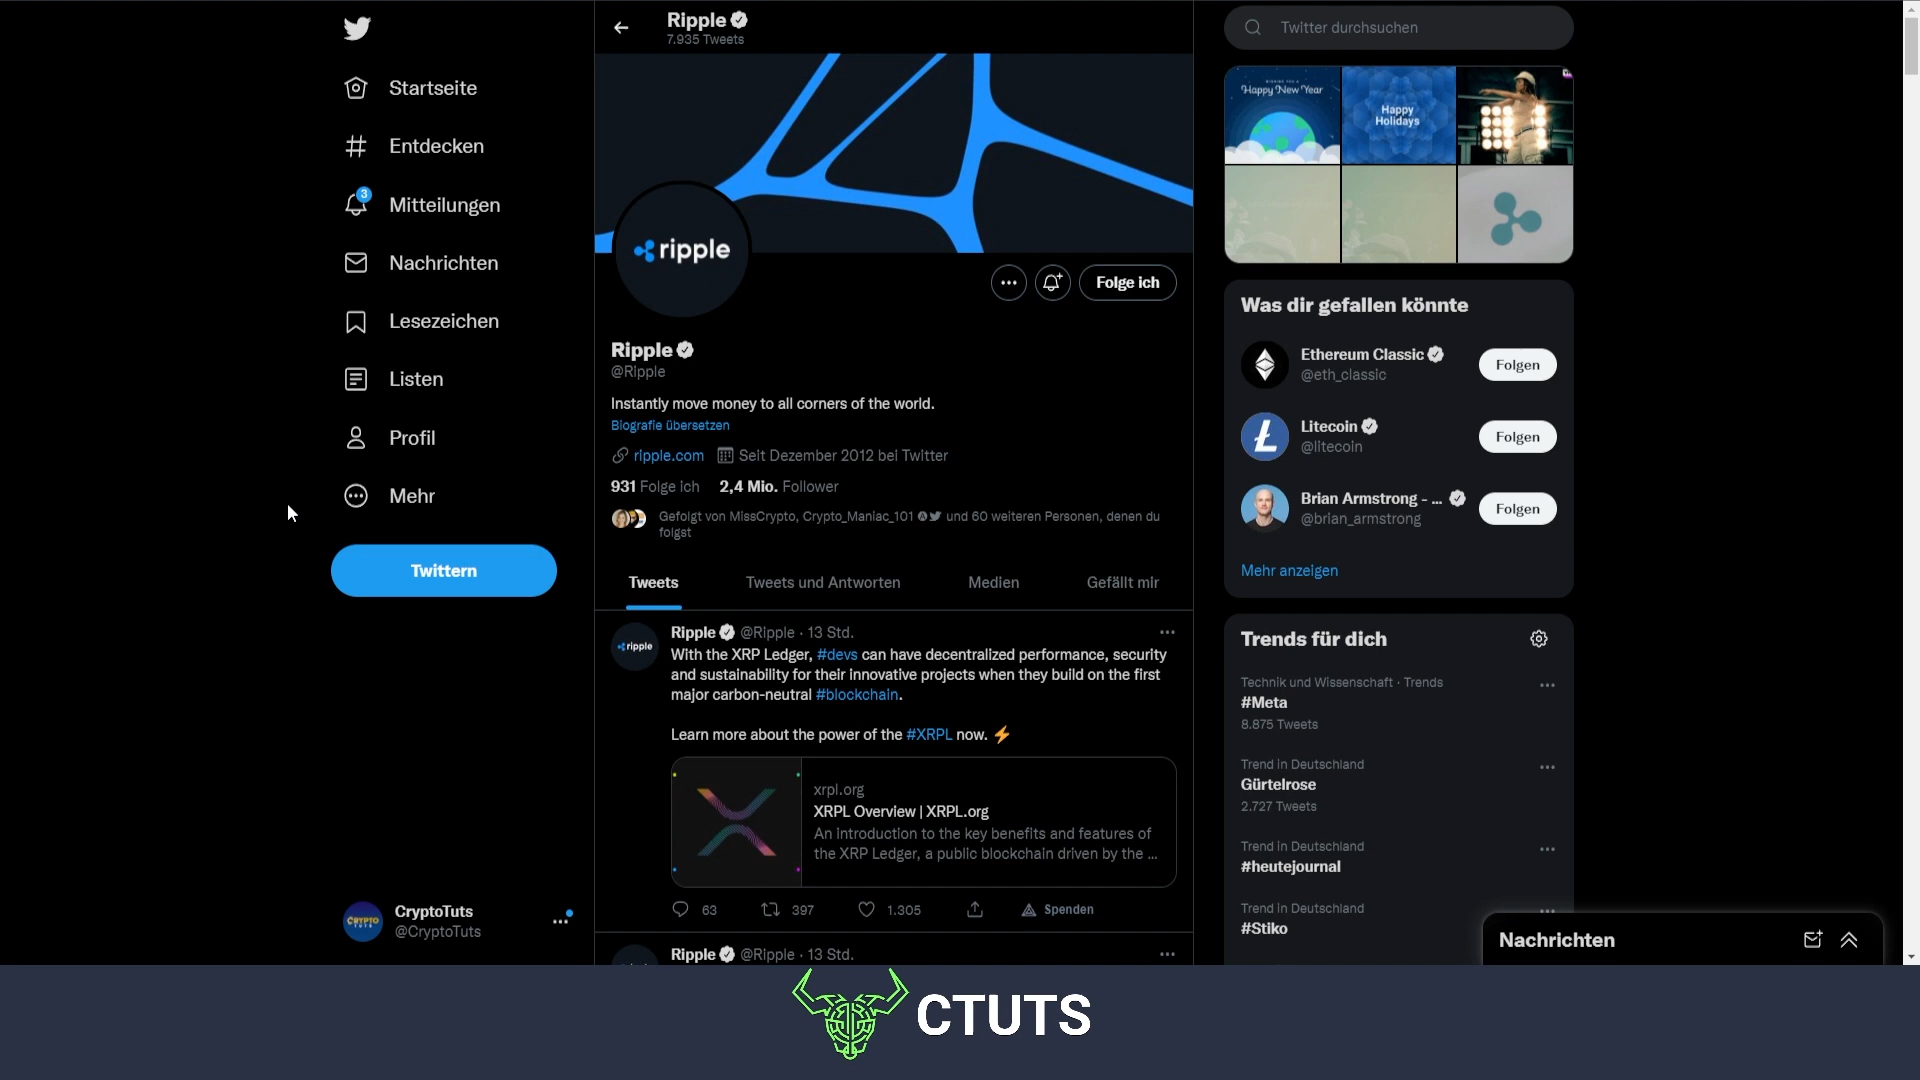 Startseite
Entdecken
3
Mitteilungen
Nachrichten
Lesezeichen
Listen
Profil
Mehr
Twittern
CryptoTuts
@CryptoTuts
Ripple
7.935 Tweets
ripple
Folge ich
Ripple
@Ripple
Instantly move money to all corners of the world.
Biografie übersetzen
ripple.com Seit Dezember 2012 bei Twitter
931 Folge ich 2,4 Mio. Follower
Gefolgt von MissCrypto, Crypto_Maniac_101 und 60 weiteren Personen, denen du
folgst
Tweets Tweets und Antworten Medien Gefällt mir
ripple
Ripple @Ripple · 13 Std.
With the XRP Ledger, #devs can have decentralized performance, security
and sustainability for their innovative projects when they build on the first
major carbon-neutral #blockchain.
Learn more about the power of the #XRPL now. ⚡
xrpl.org
XRPL Overview | XRPL.org
An introduction to the key benefits and features of
the XRP Ledger, a public blockchain driven by the ...
63 397 1.305 Spenden
Ripple @Ripple · 13 Std.
Twitter durchsuchen
Happy New Year
Happy
Holidays
Was dir gefallen könnte
Ethereum Classic
@eth_classic
Folgen
Litecoin
@litecoin
Folgen
Brian Armstrong - ...
@brian_armstrong
Folgen
Mehr anzeigen
Trends für dich
Technik und Wissenschaft · Trends
#Meta
8.875 Tweets
Trend in Deutschland
Gürtelrose
2.727 Tweets
Trend in Deutschland
#heutejournal
Trend in Deutschland
#Stiko
Nachrichten
CTUTS